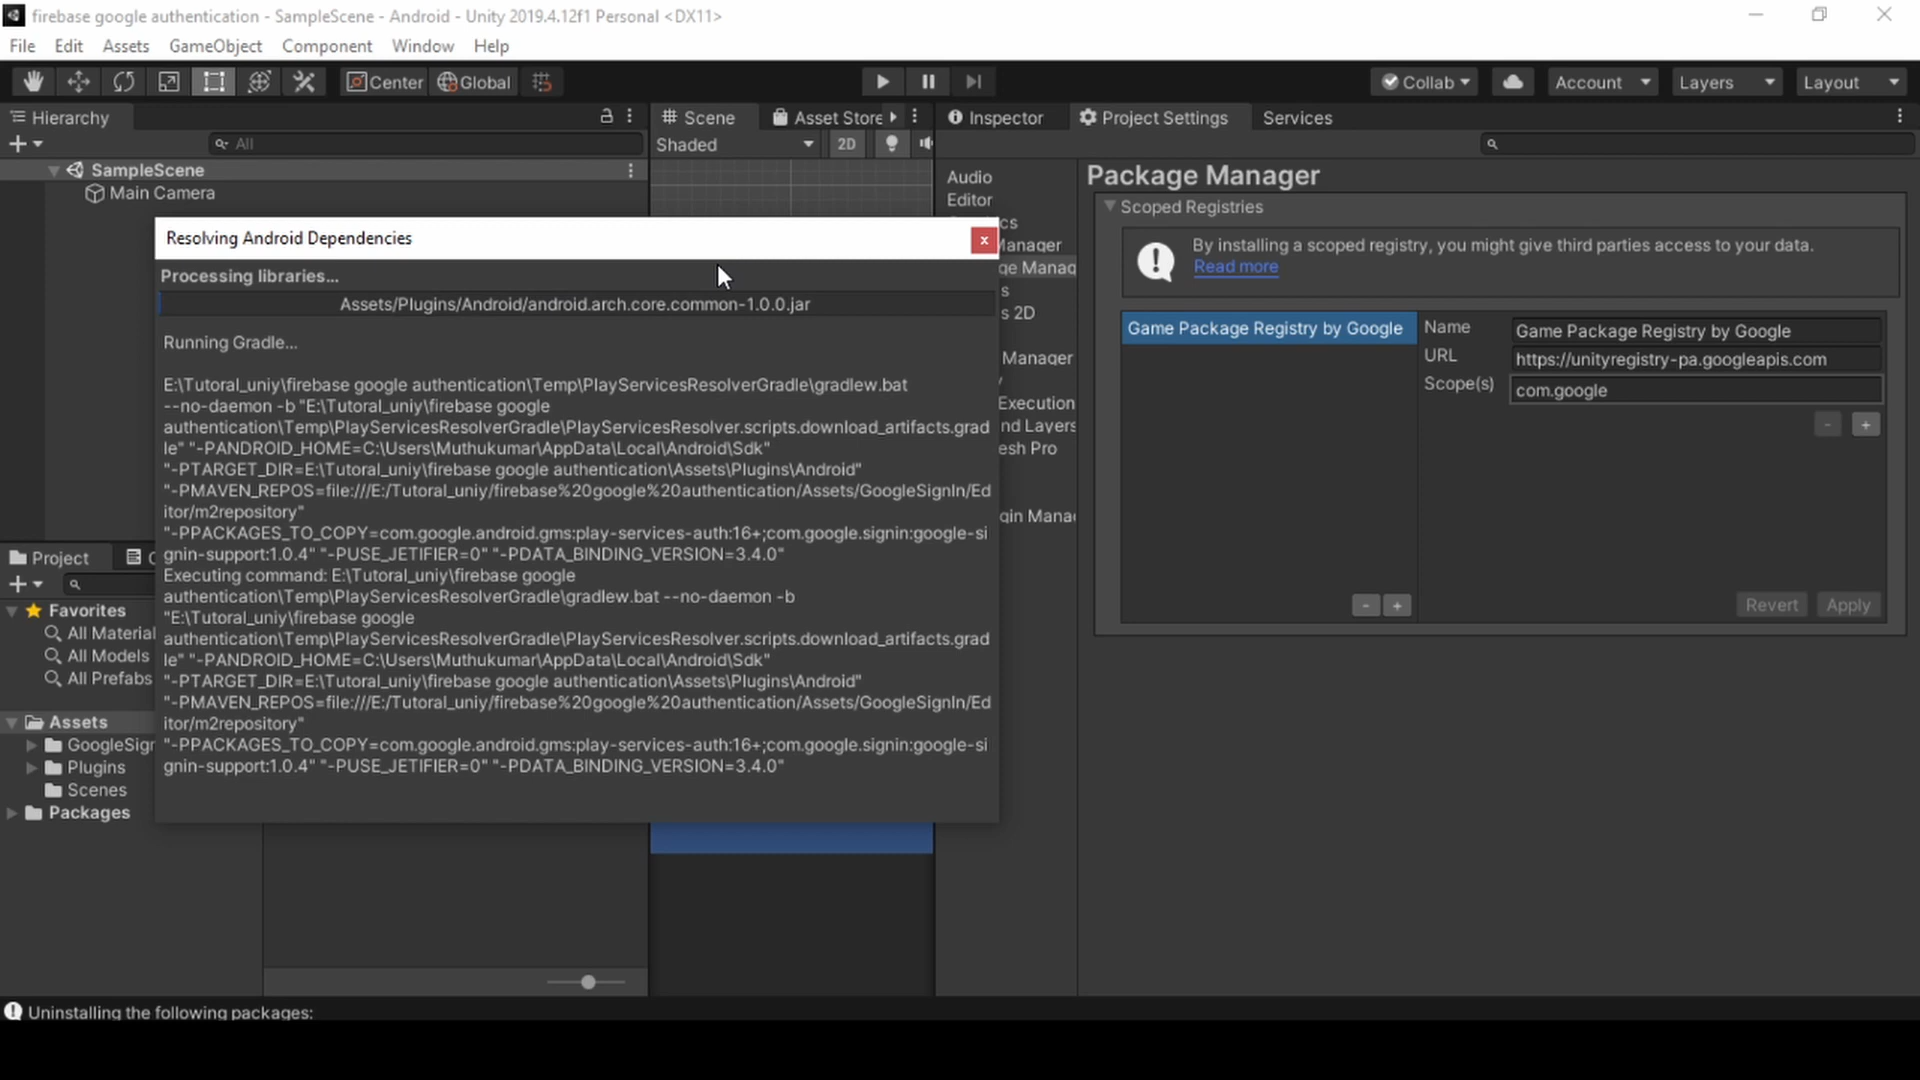 firebase google authentication - SampleScene - Android - Unity 2019.4.12f1 Personal <DX11>
File Edit Assets GameObject Component Window Help
Center Global Collab Account Layers Layout
Hierarchy
All
SampleScene
Main Camera
Scene Asset Store
Shaded 2D
Inspector Project Settings Services
Audio
Editor
cs
Manager
ge Manag
s
s 2D
Manager
Execution
nd Layers
esh Pro
gin Mana
Package Manager
Scoped Registries
By installing a scoped registry, you might give third parties access to your data.
Read more
Game Package Registry by Google
Name Game Package Registry by Google
URL https://unityregistry-pa.googleapis.com
Scope(s) com.google
- +
- +
Revert Apply
Resolving Android Dependencies
x
Processing libraries...
Assets/Plugins/Android/android.arch.core.common-1.0.0.jar
Running Gradle...
E:\Tutoral_uniy\firebase google authentication\Temp\PlayServicesResolverGradle\gradlew.bat
--no-daemon -b "E:\Tutoral_uniy\firebase google
authentication\Temp\PlayServicesResolverGradle\PlayServicesResolver.scripts.download_artifacts.grad
le" "-PANDROID_HOME=C:\Users\Muthukumar\AppData\Local\Android\Sdk"
"-PTARGET_DIR=E:\Tutoral_uniy\firebase google authentication\Assets\Plugins\Android"
"-PMAVEN_REPOS=file:///E:/Tutoral_uniy/firebase%20google%20authentication/Assets/GoogleSignIn/Ed
itor/m2repository"
"-PPACKAGES_TO_COPY=com.google.android.gms:play-services-auth:16+;com.google.signin:google-si
gnin-support:1.0.4" "-PUSE_JETIFIER=0" "-PDATA_BINDING_VERSION=3.4.0"
Executing command: E:\Tutoral_uniy\firebase google
authentication\Temp\PlayServicesResolverGradle\gradlew.bat --no-daemon -b
"E:\Tutoral_uniy\firebase google
authentication\Temp\PlayServicesResolverGradle\PlayServicesResolver.scripts.download_artifacts.grad
le" "-PANDROID_HOME=C:\Users\Muthukumar\AppData\Local\Android\Sdk"
"-PTARGET_DIR=E:\Tutoral_uniy\firebase google authentication\Assets\Plugins\Android"
"-PMAVEN_REPOS=file:///E:/Tutoral_uniy/firebase%20google%20authentication/Assets/GoogleSignIn/Ed
itor/m2repository"
"-PPACKAGES_TO_COPY=com.google.android.gms:play-services-auth:16+;com.google.signin:google-si
gnin-support:1.0.4" "-PUSE_JETIFIER=0" "-PDATA_BINDING_VERSION=3.4.0"
Project
Favorites
All Material
All Models
All Prefabs
Assets
GoogleSigr
Plugins
Scenes
Packages
Uninstalling the following packages: